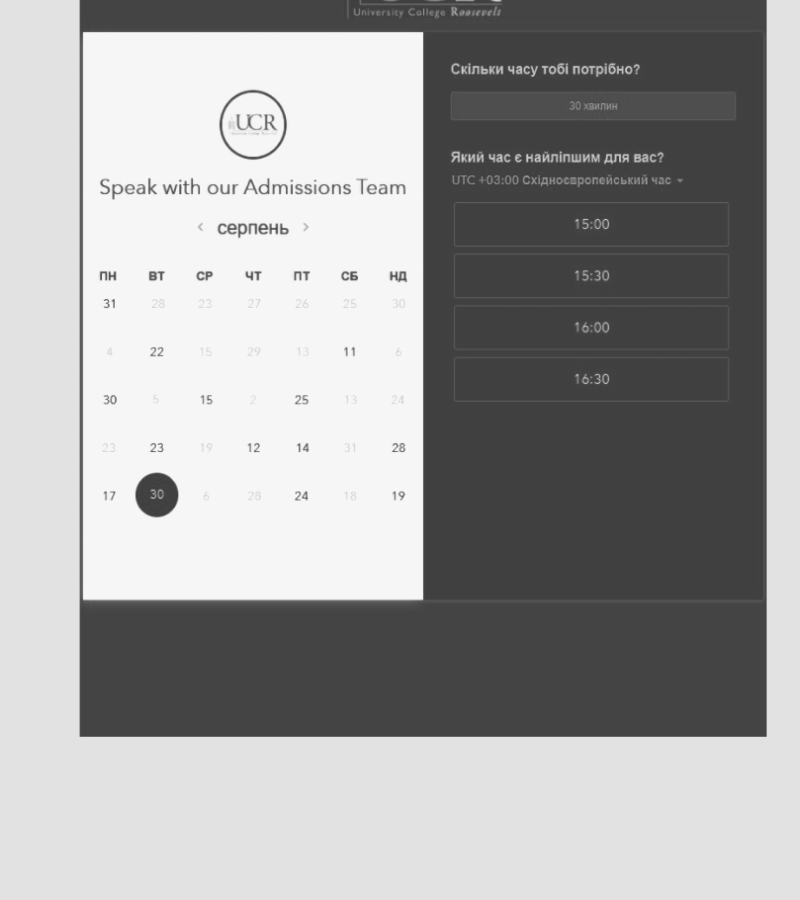 University College Roosevelt
UCR
Speak with our Admissions Team
серпень
ПН ВТ СР ЧТ ПТ СБ НД
31 28 23 27 26 25 30
4 22 15 29 13 11 6
30 5 15 2 25 13 24
23 23 19 12 14 31 28
17 30 6 28 24 18 19
Скільки часу тобі потрібно?
30 хвилин
Який час є найліпшим для вас?
UTC +03:00 Східноєвропейський час
15:00
15:30
16:00
16:30